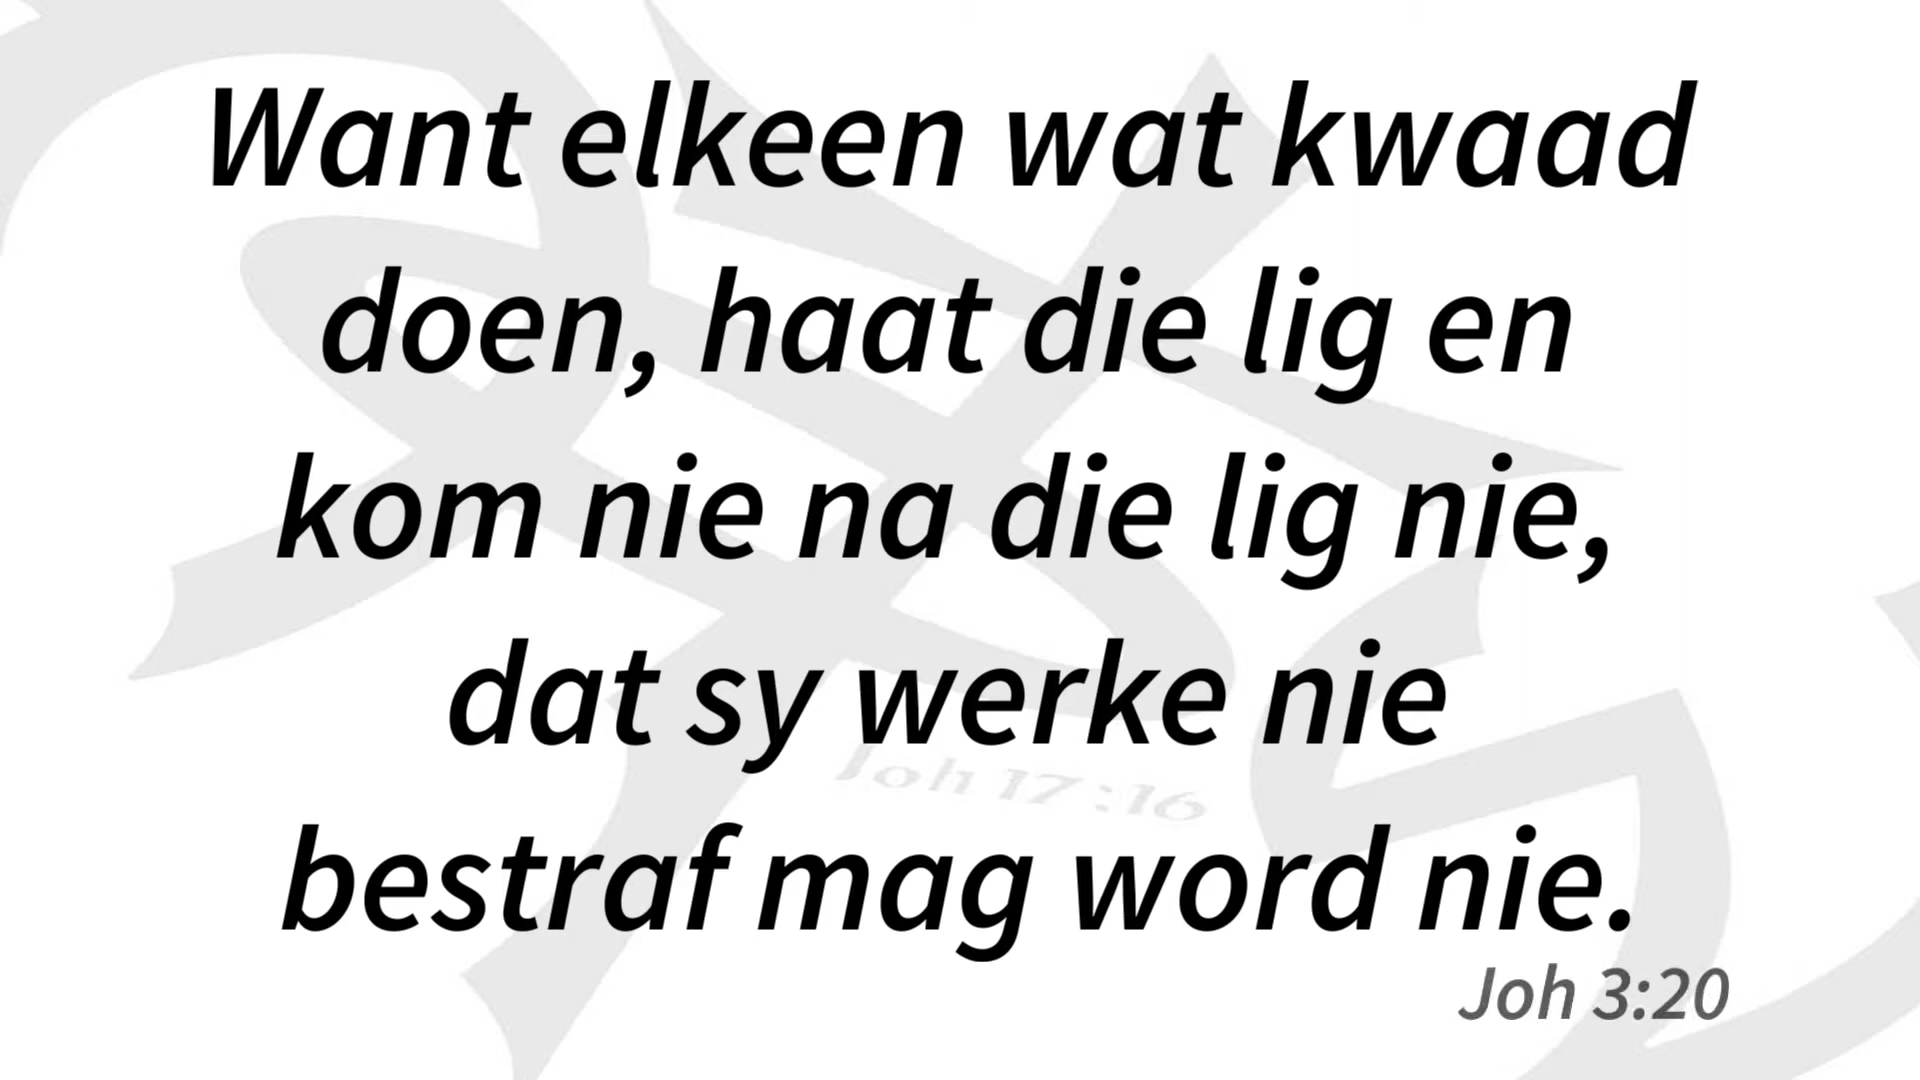 Want elkeen wat kwaad
doen, haat die lig en
kom nie na die lig nie,
dat sy werke nie
Joh 17:16
bestraf mag word nie.
Joh 3:20